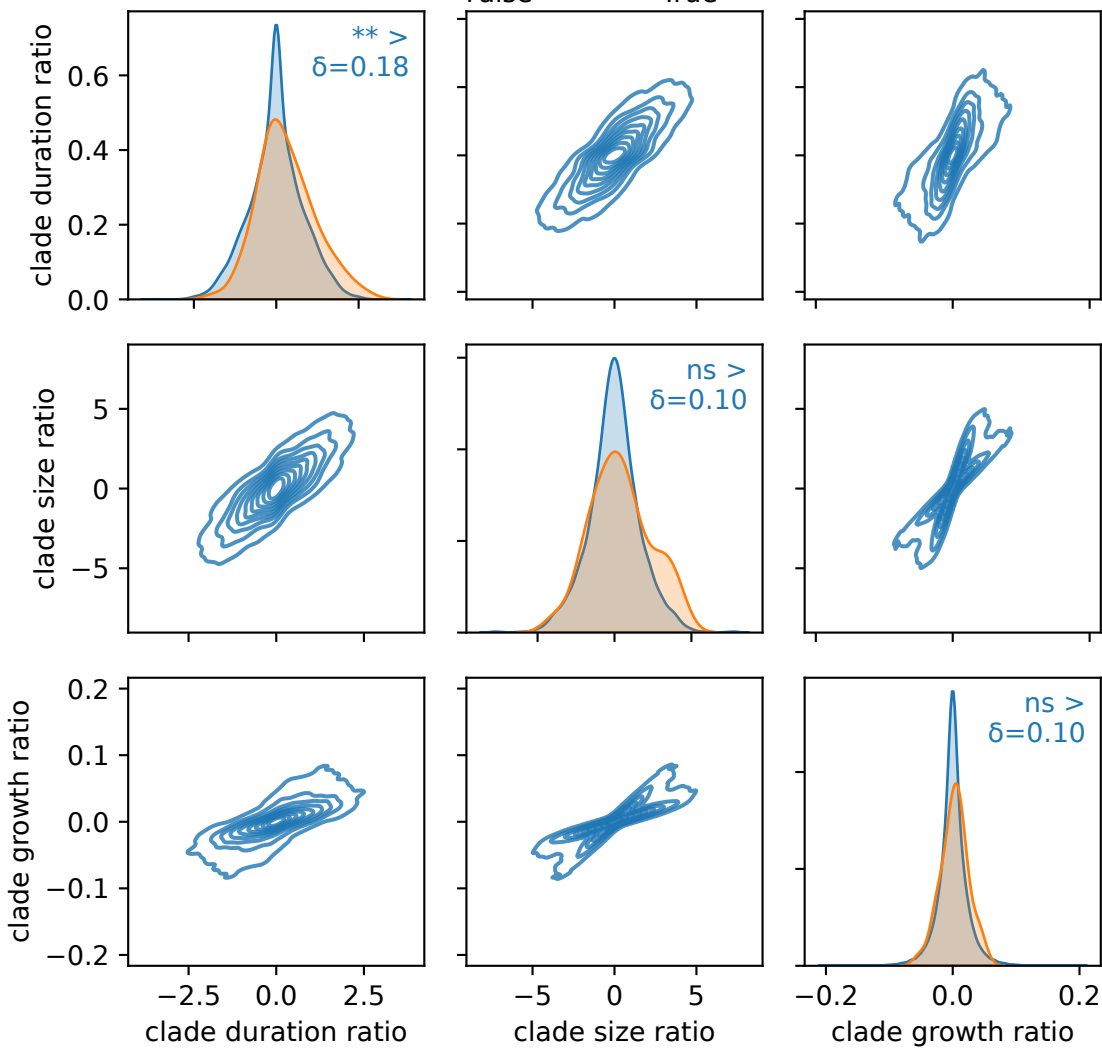 False True
clade duration ratio
0.6
0.4
0.2
0.0
** >
δ=0.18
clade size ratio
5
0
−5
ns >
δ=0.10
clade growth ratio
0.2
0.1
0.0
−0.1
−0.2
ns >
δ=0.10
−2.5 0.0 2.5
−5 0 5
−0.2 0.0 0.2
clade duration ratio
clade size ratio
clade growth ratio